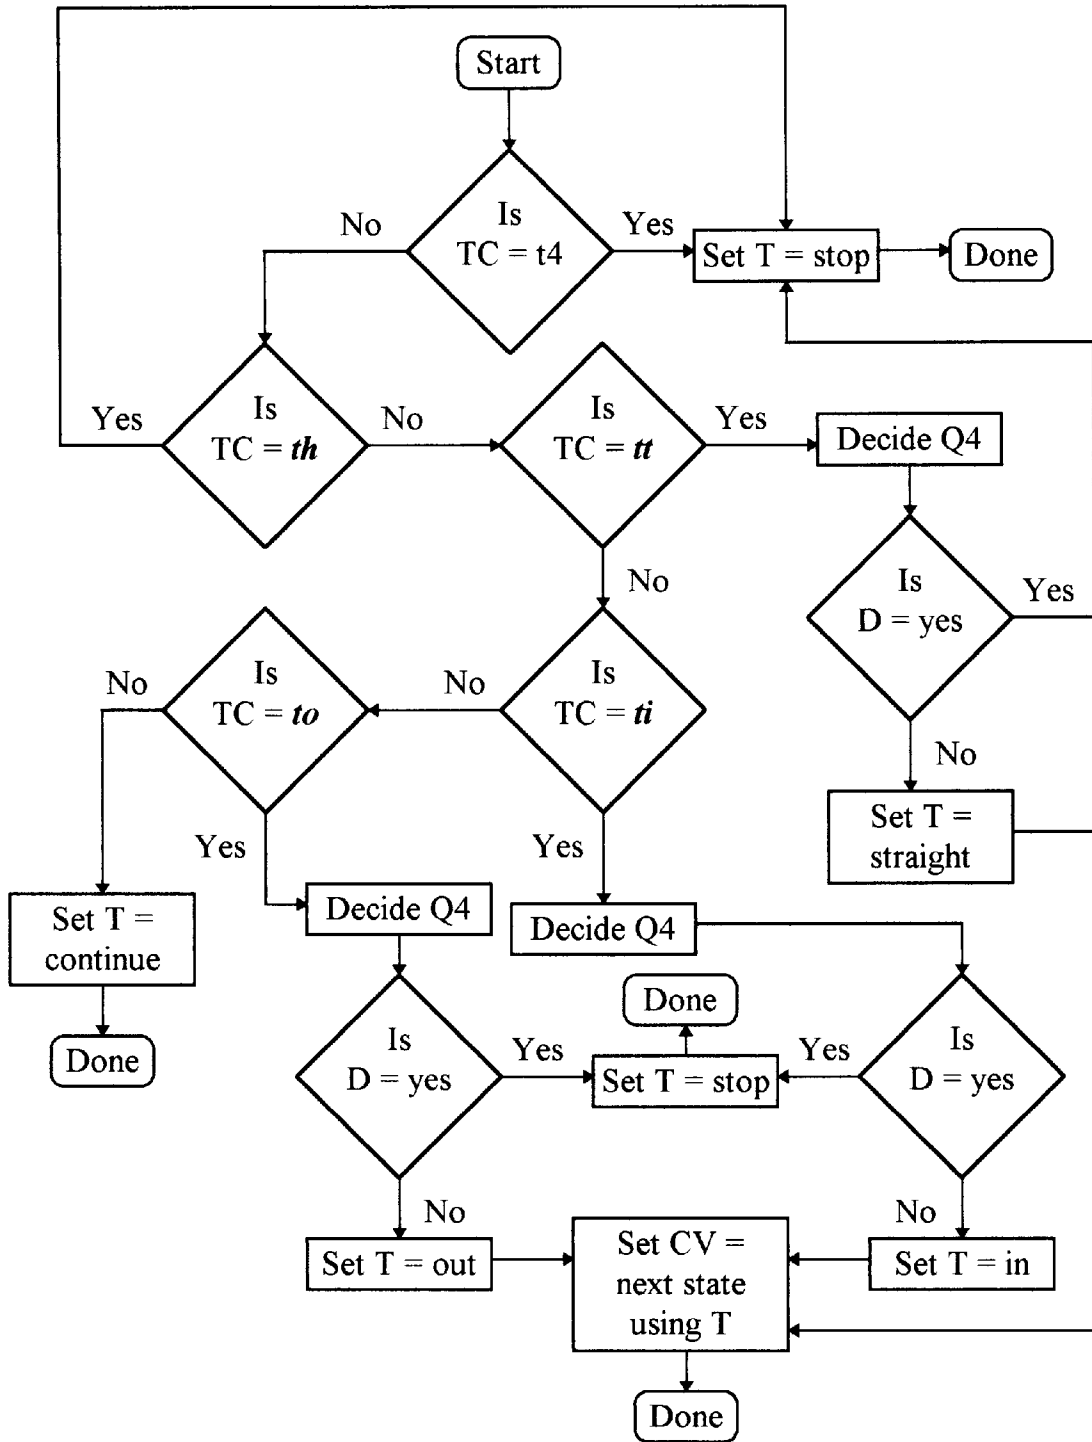 Start
Is
TC = t4
No
Yes
Set T = stop
Done
Yes
Is
TC = th
No
Is
TC = tt
Yes
Decide Q4
No
Is
D = yes
Yes
No
Is
TC = to
No
Is
TC = ti
No
Set T =
straight
Yes
Yes
Set T =
continue
Decide Q4
Decide Q4
Done
Done
Is
D = yes
Yes
Set T = stop
Yes
Is
D = yes
No
No
Set T = out
Set CV =
next state
using T
Set T = in
Done